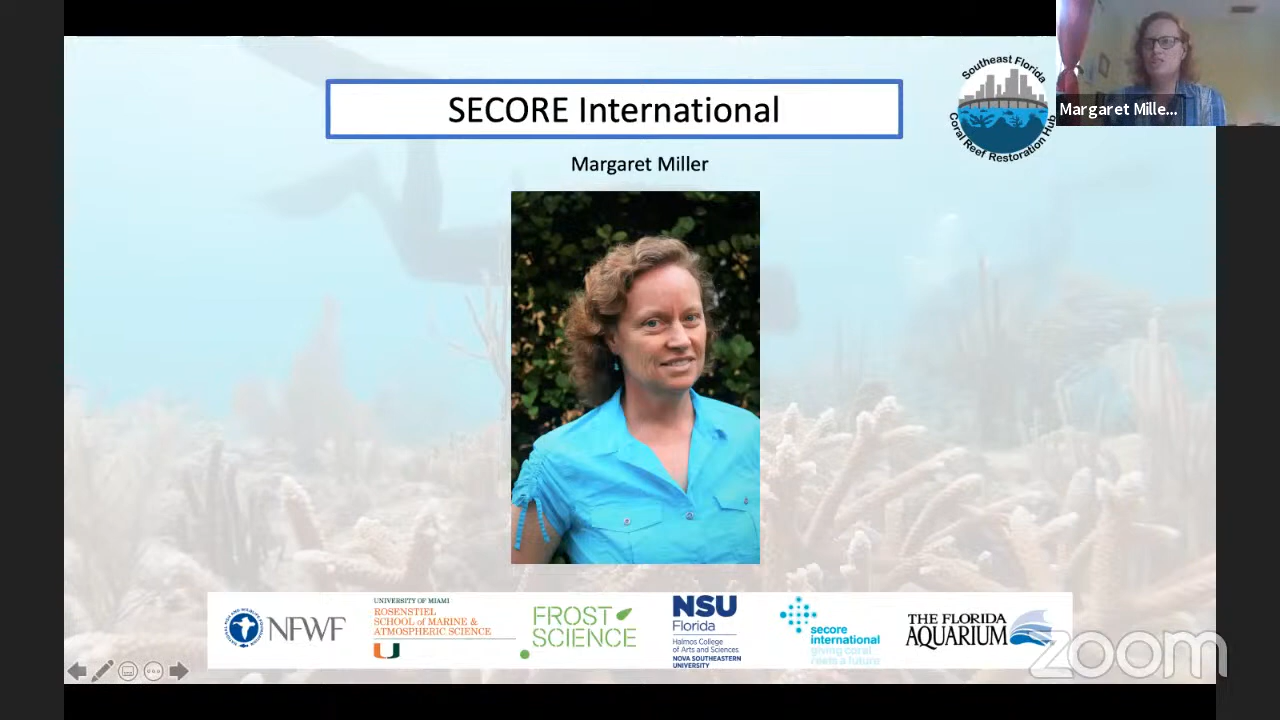 SECORE International
Margaret Miller
Southeast Florida
Coral Reef Restoration Hub
Margaret Mille...
NFWF
UNIVERSITY OF MIAMI
ROSENSTIEL
SCHOOL of MARINE &
ATMOSPHERIC SCIENCE
FROST
SCIENCE
NSU
Florida
Halmos College
of Arts and Sciences
NOVA SOUTHEASTERN
UNIVERSITY
secore
international
giving coral
reefs a future
THE FLORIDA
AQUARIUM
zoom